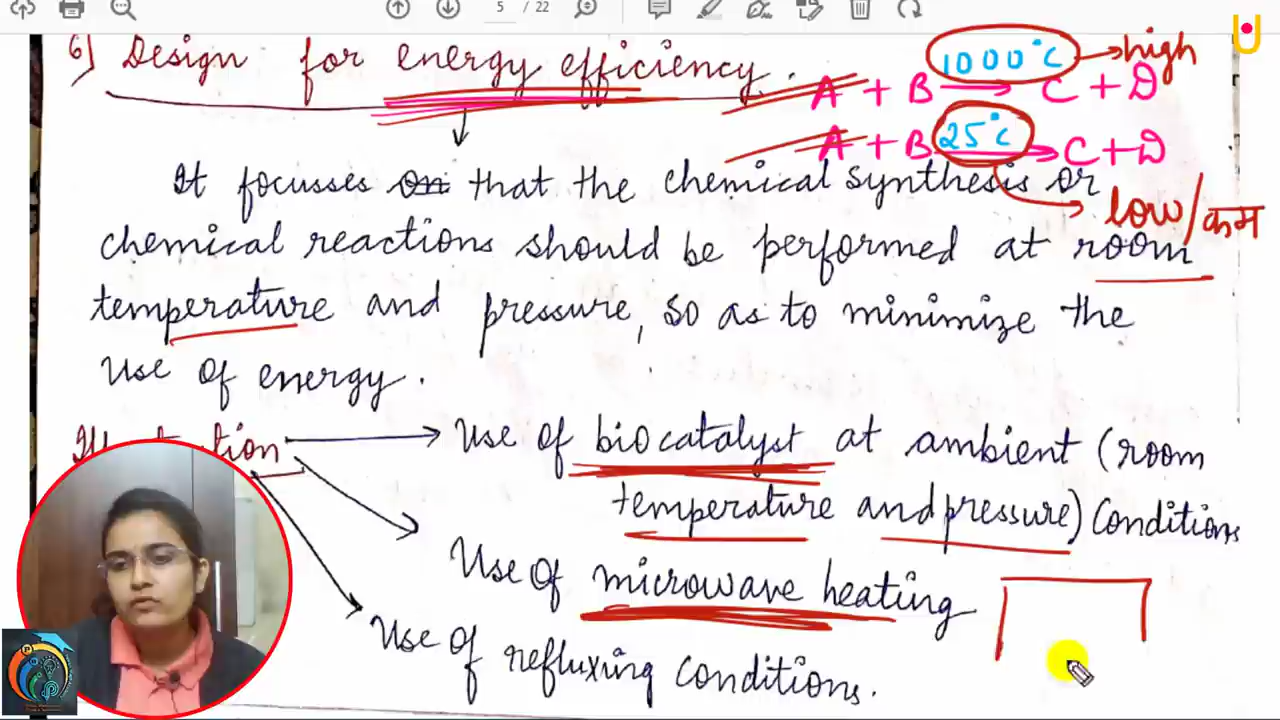 5 / 22
6) Design for energy efficiency.
1000°C → high
A + B → C + D
A + B 25°C → C + D
low/कम
It focusses on that the chemical synthesis or
chemical reactions should be performed at room
temperature and pressure, so as to minimize the
use of energy.
Use of biocatalyst at ambient (room
temperature and pressure) Conditions
Use of microwave heating
Use of refluxing conditions.